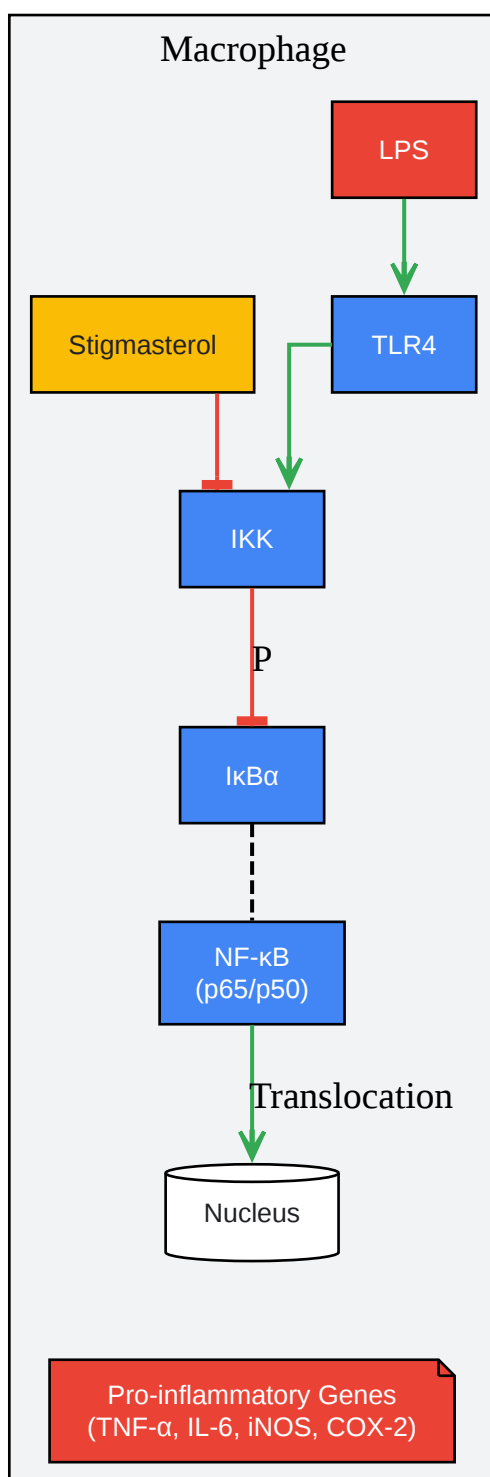 Macrophage
LPS
Stigmasterol
TLR4
IKK
P
IκBα
NF-κB
(p65/p50)
Translocation
Nucleus
Pro-inflammatory Genes
(TNF-α, IL-6, iNOS, COX-2)